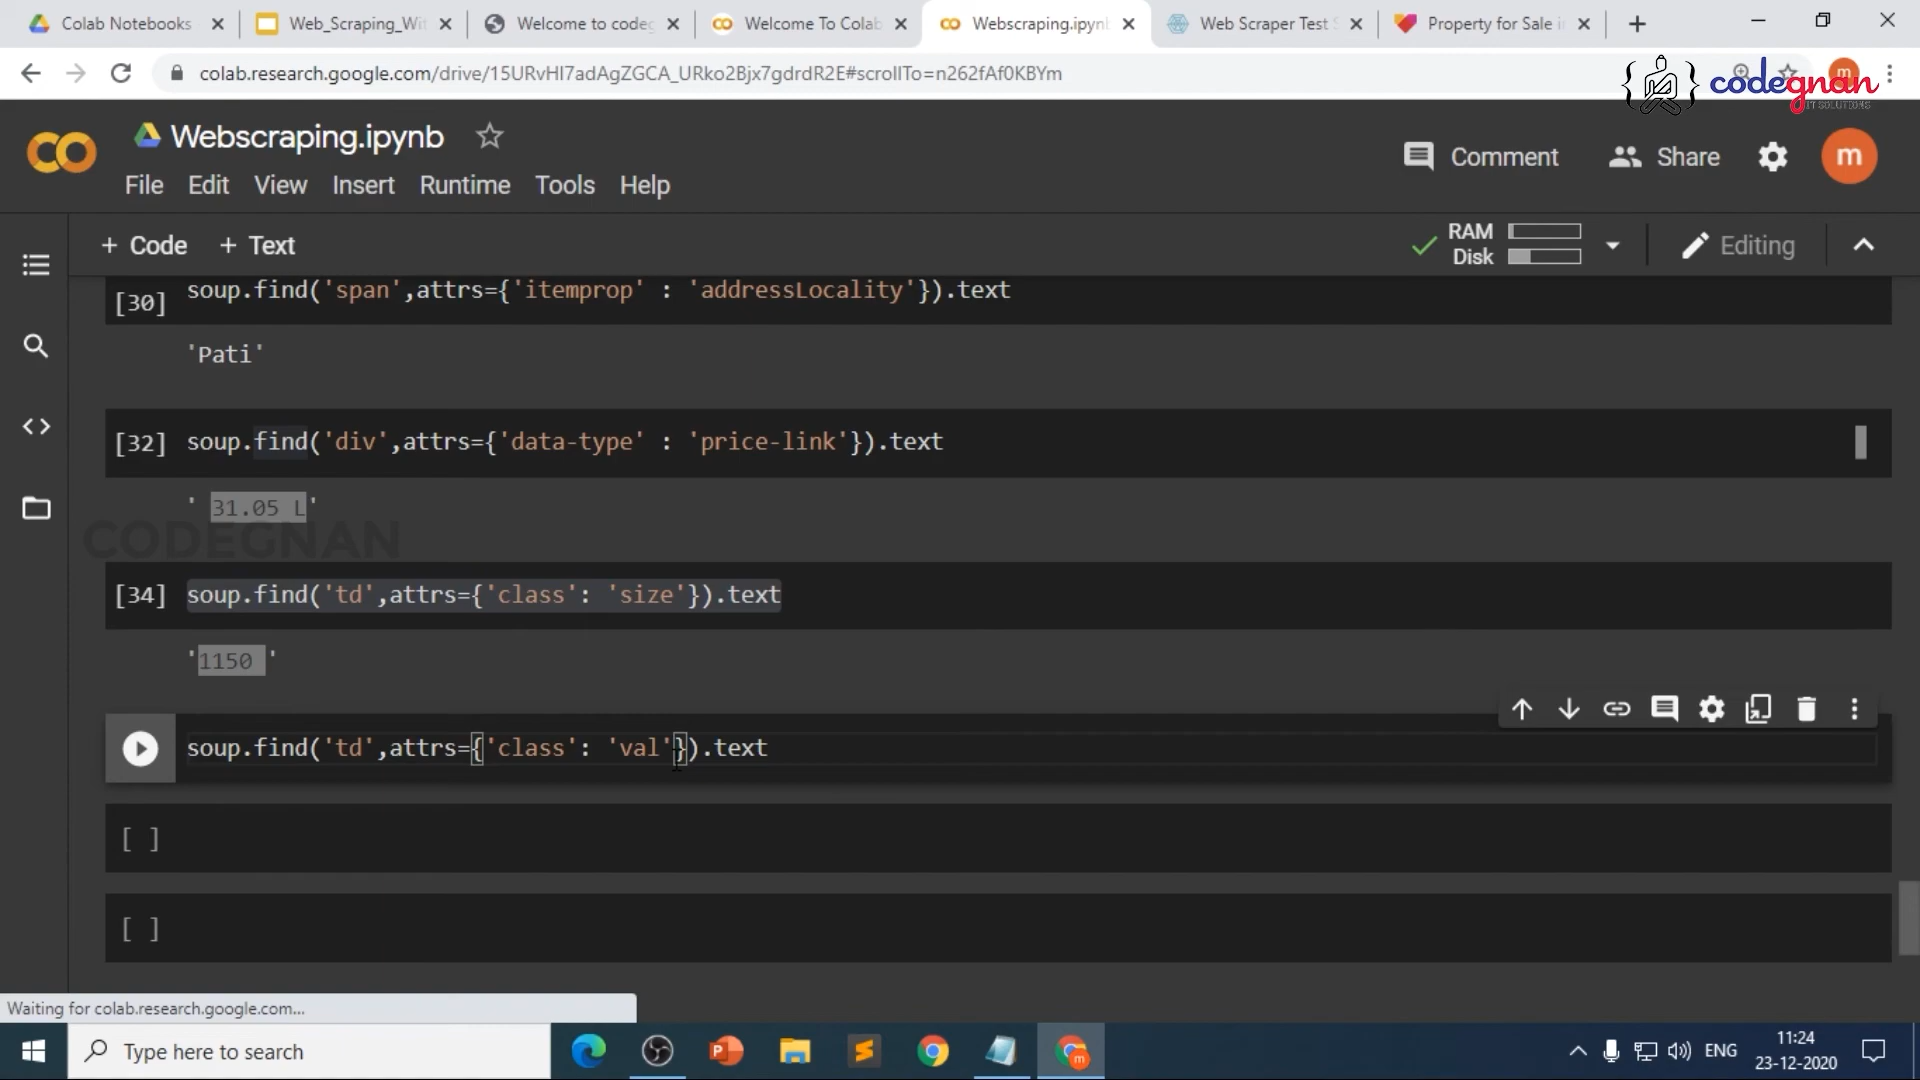 Colab Notebooks
Web_Scraping_Wit
Welcome to codeg
Welcome To Colab
Webscraping.ipynb
Web Scraper Test S
Property for Sale in
colab.research.google.com/drive/15URvHI7adAgZGCA_URko2Bjx7gdrdR2E#scrollTo=n262fAf0KBYm
m
{ } codegnan
IT SOLUTIONS
Webscraping.ipynb
Comment
Share
m
File Edit View Insert Runtime Tools Help
+ Code + Text
RAM
Disk
Editing
[30] soup.find('span',attrs={'itemprop' : 'addressLocality'}).text
'Pati'
[32] soup.find('div',attrs={'data-type' : 'price-link'}).text
' 31.05 L'
CODEGNAN
[34] soup.find('td',attrs={'class': 'size'}).text
'1150 '
soup.find('td',attrs={'class': 'val'}).text
[ ]
[ ]
Waiting for colab.research.google.com...
Type here to search
ENG
11:24
23-12-2020